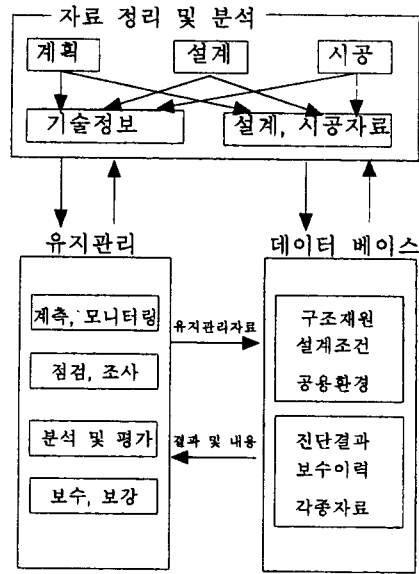 자료 정리 및 분석
계획 설계 시공
기술정보 설계, 시공자료
유지관리 데이터 베이스
계측, 모니터링
점검, 조사
분석 및 평가
보수, 보강
유지관리자료
결과 및 내용
구조재원
설계조건
공용환경
진단결과
보수이력
각종자료